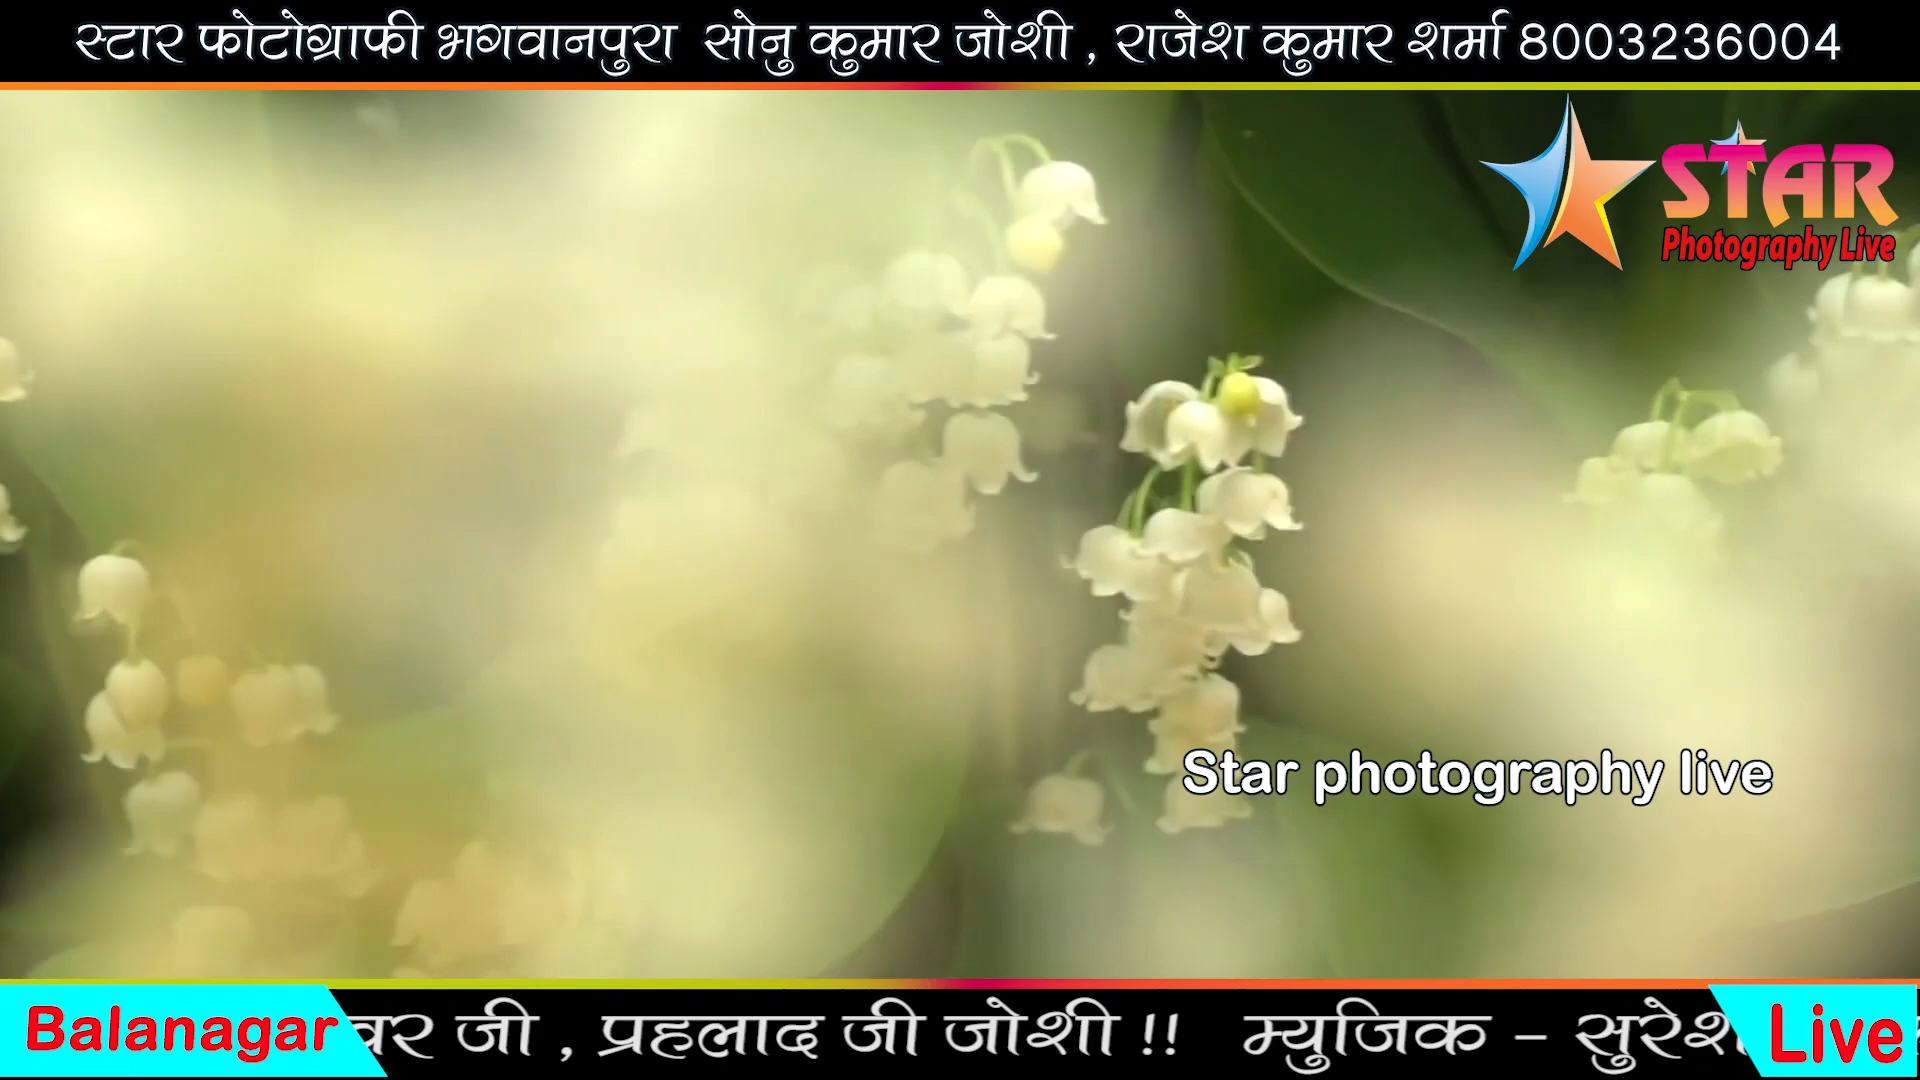 स्टार फोटोग्राफी भगवानपुरा सोनु कुमार जोशी , राजेश कुमार शर्मा 8003236004
STAR
Photography Live
Star photography live
Balanagar
जी , प्रहलाद जी जोशी !! म्युजिक –
Live